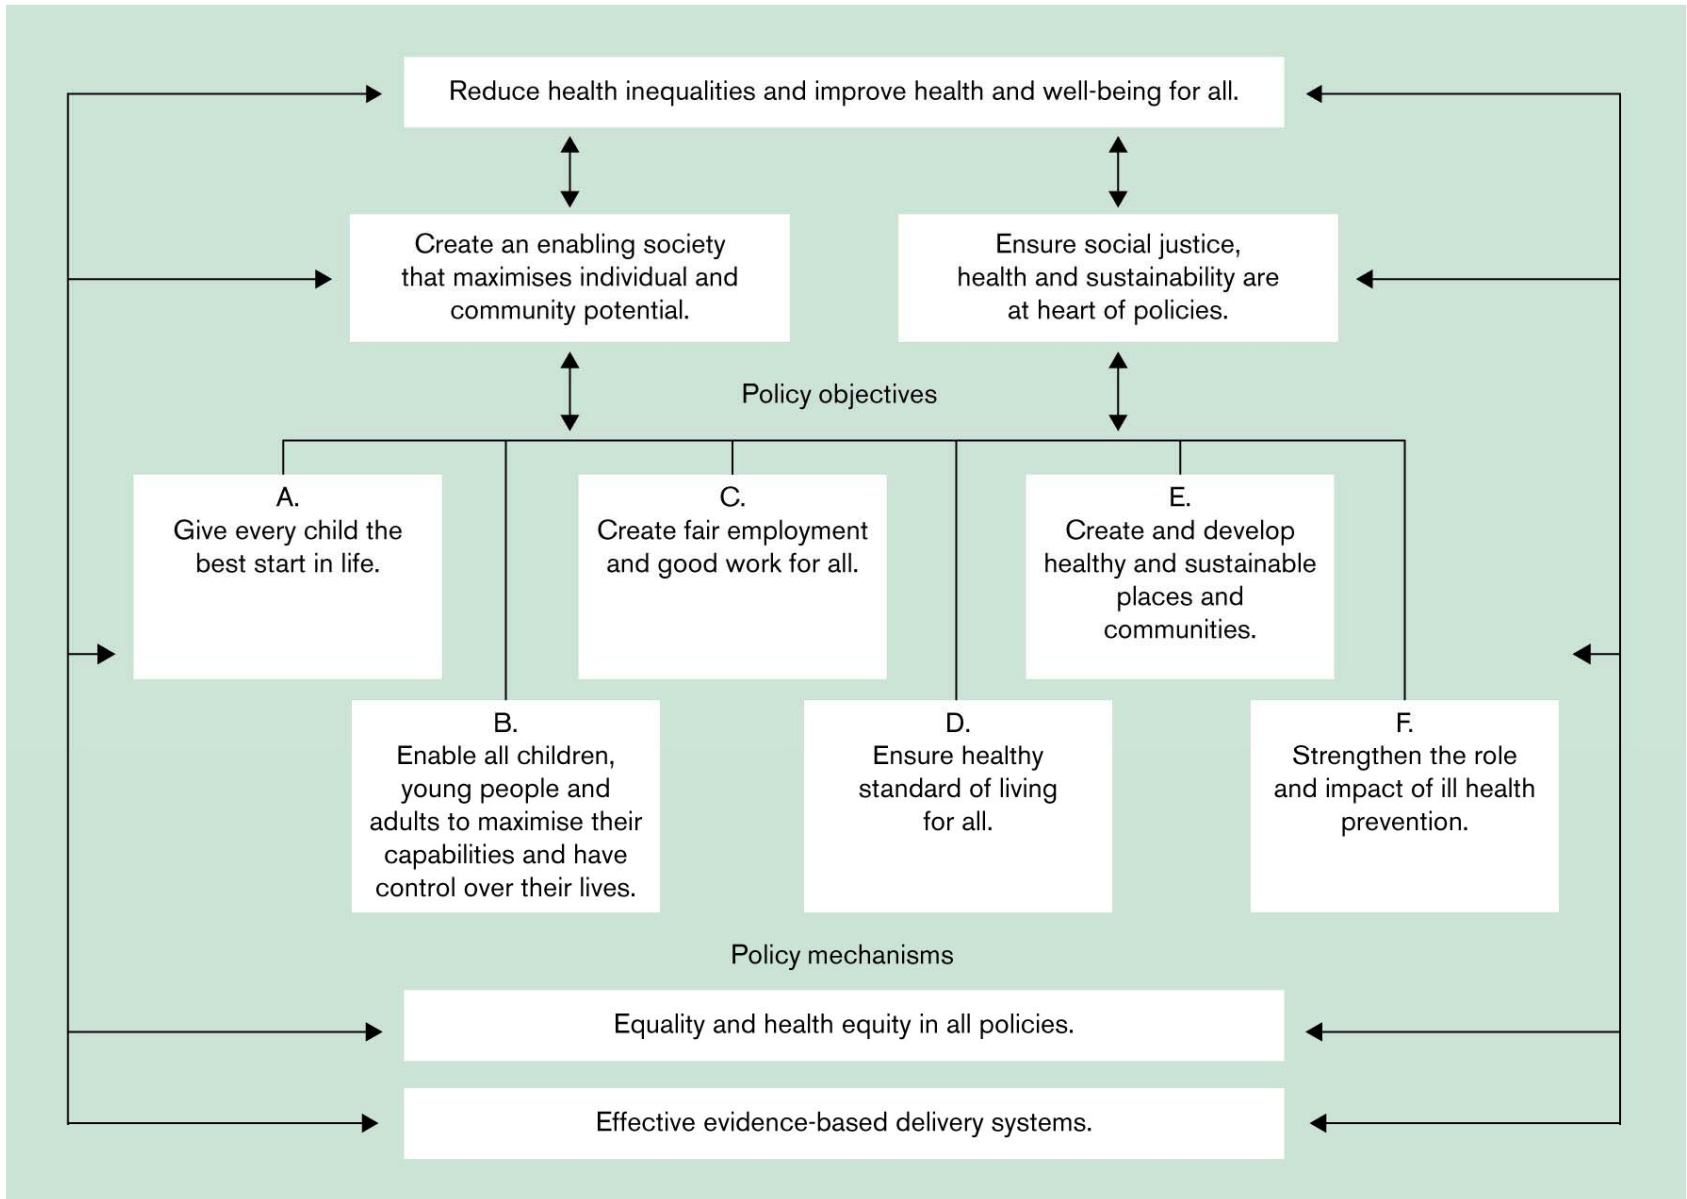 Reduce health inequalities and improve health and well-being for all.
Create an enabling society
that maximises individual and
community potential.
Ensure social justice,
health and sustainability are
at heart of policies.
Policy objectives
A.
Give every child the
best start in life.
C.
Create fair employment
and good work for all.
E.
Create and develop
healthy and sustainable
places and
communities.
B.
Enable all children,
young people and
adults to maximise their
capabilities and have
control over their lives.
D.
Ensure healthy
standard of living
for all.
F.
Strengthen the role
and impact of ill health
prevention.
Policy mechanisms
Equality and health equity in all policies.
Effective evidence-based delivery systems.